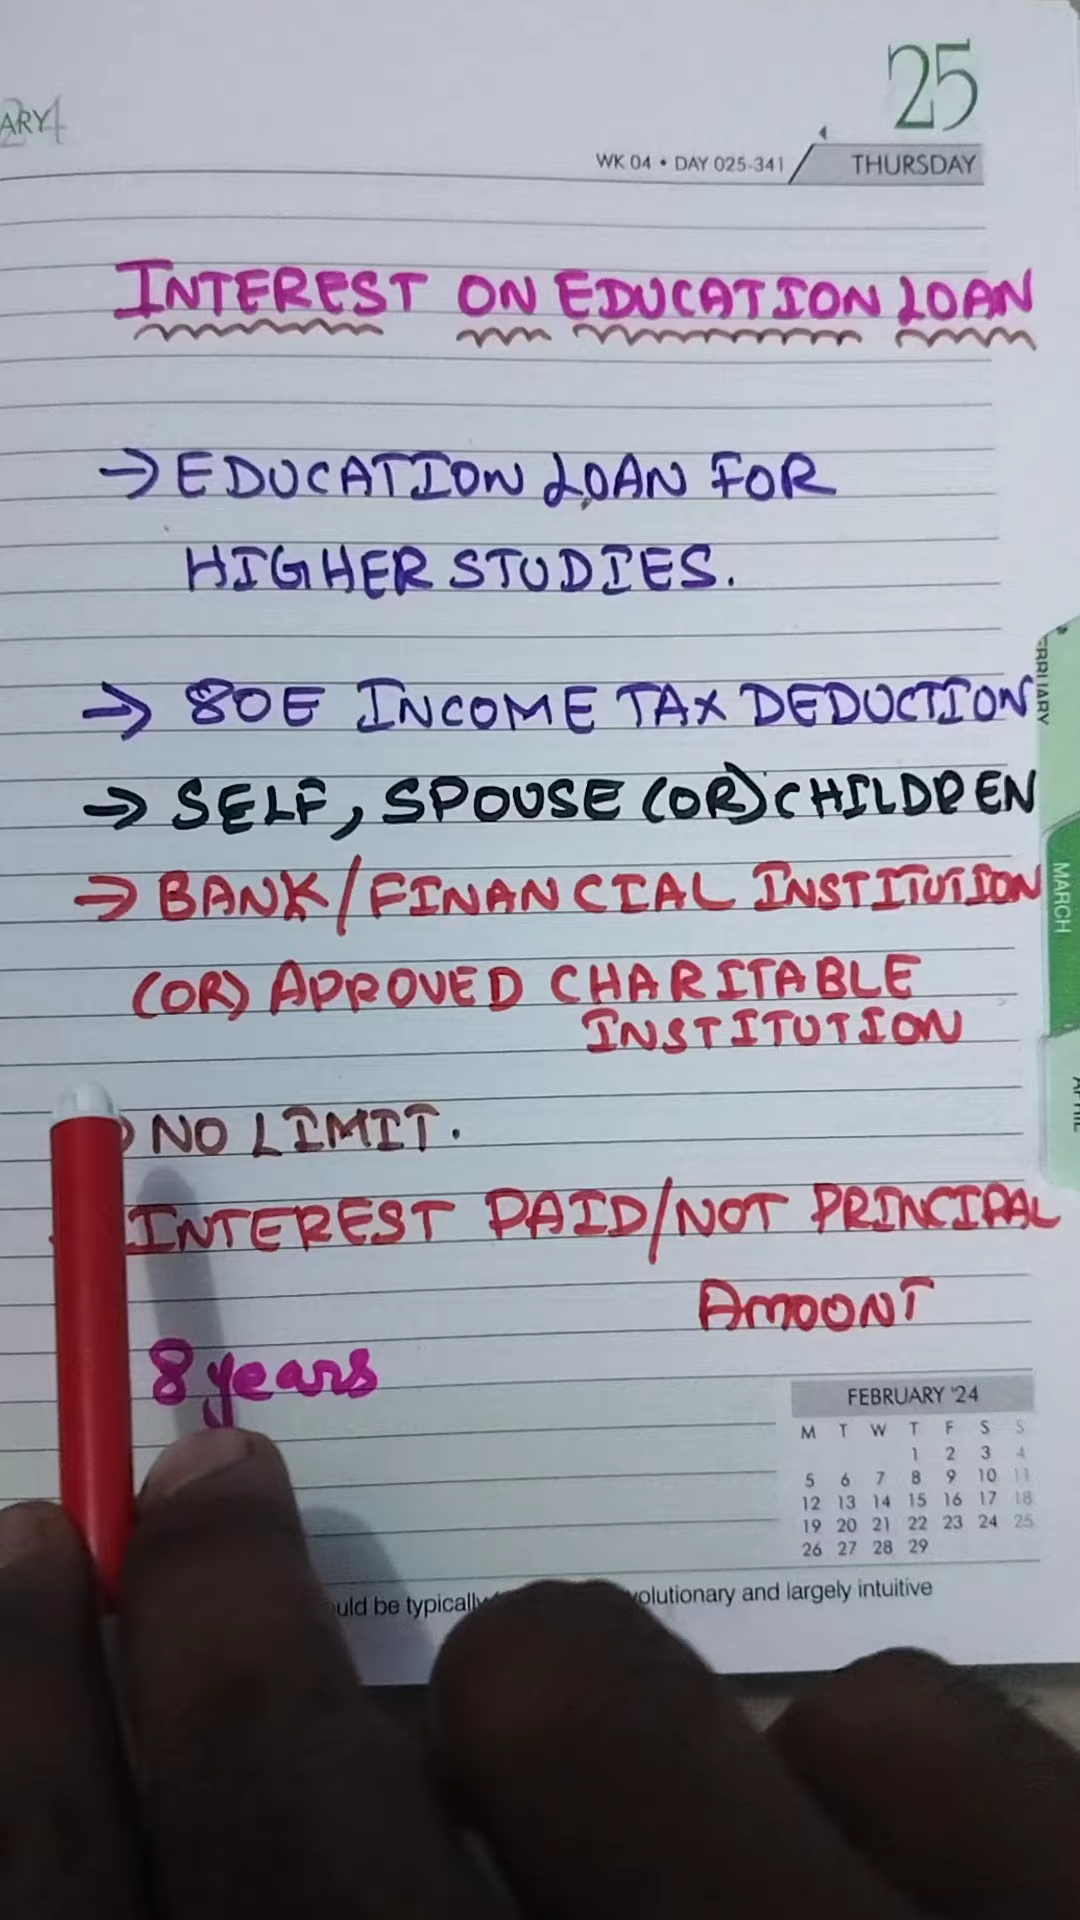 25
ARY 24
WK 04 • DAY 025-341
THURSDAY
INTEREST ON EDUCATION LOAN
→ EDUCATION LOAN FOR
HIGHER STUDIES.
→ 80E INCOME TAX DEDUCTION
→ SELF, SPOUSE (OR) CHILDREN
→ BANK/FINANCIAL INSTITUTION
(OR) APPROVED CHARITABLE
INSTITUTION
NO LIMIT.
INTEREST PAID/NOT PRINCIPAL
AMOUNT
8 years
MARCH
FEBRUARY '24
M T W T F S S
1 2 3 4
5 6 7 8 9 10 11
12 13 14 15 16 17 18
19 20 21 22 23 24 25
26 27 28 29
uld be typically
volutionary and largely intuitive